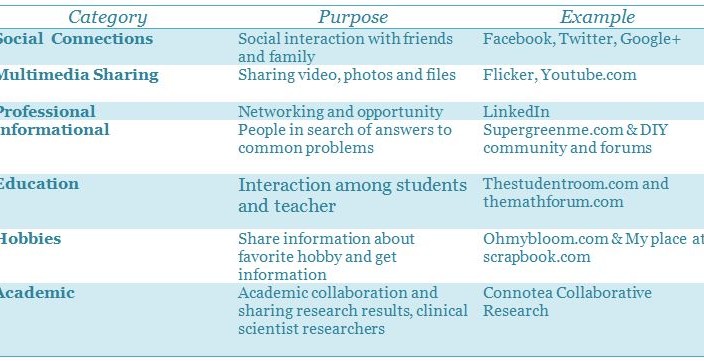 Category Purpose Example
Social Connections Social interaction with friends Facebook, Twitter, Google+
and family
Multimedia Sharing Sharing video, photos and files Flicker, Youtube.com
Professional Networking and opportunity LinkedIn
Informational People in search of answers to Supergreenme.com & DIY
common problems community and forums
Education Interaction among students Thestudentroom.com and
and teacher themathforum.com
Hobbies Share information about Ohmybloom.com & My place at
favorite hobby and get scrapbook.com
information
Academic Academic collaboration and Connotea Collaborative
sharing research results, clinical Research
scientist researchers